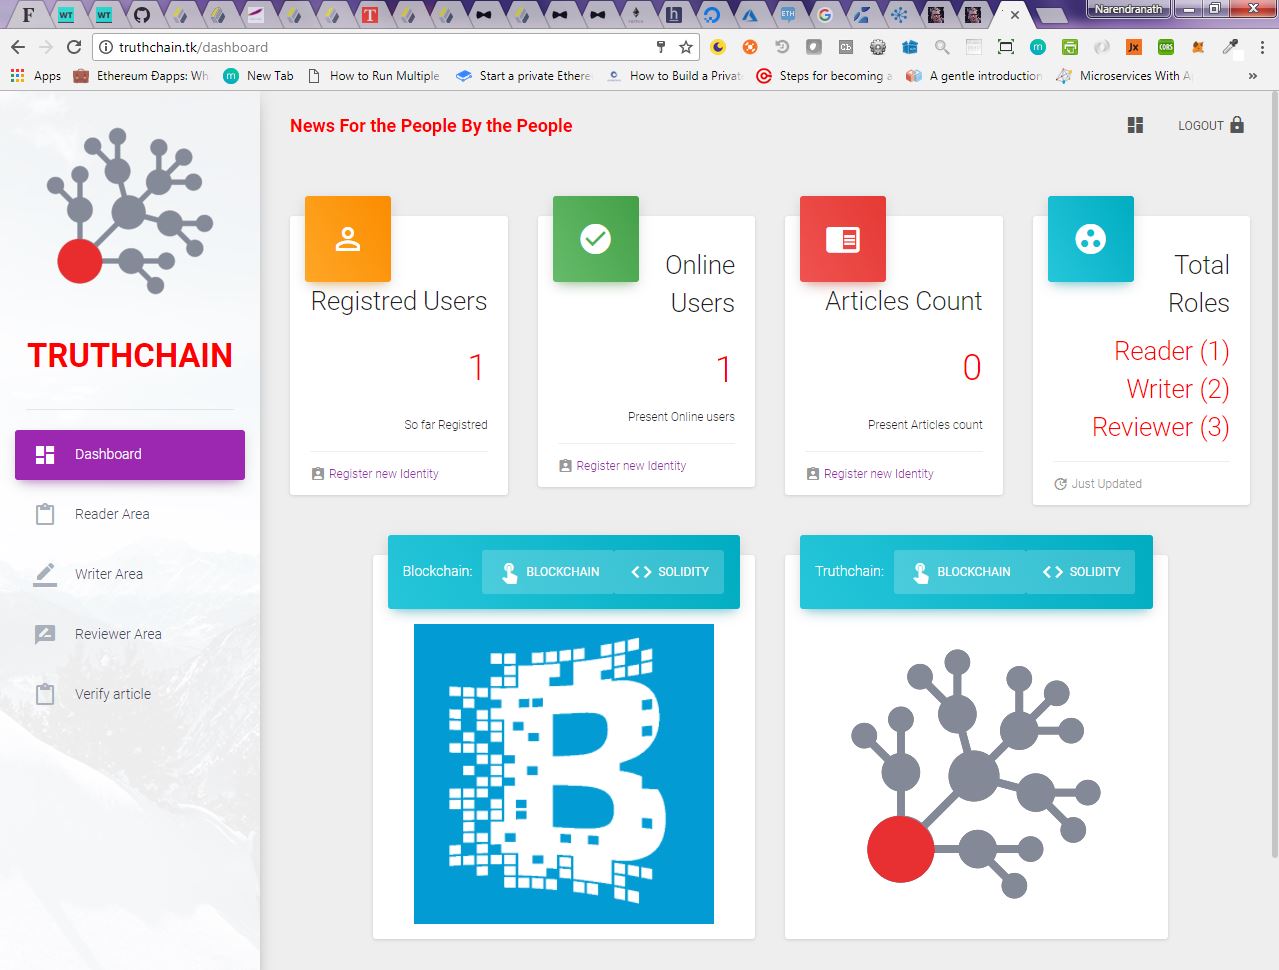 Narendranath
truthchain.tk/dashboard
Apps
Ethereum Ðapps: Wh
New Tab
How to Run Multiple
Start a private Ethere
How to Build a Privat
Steps for becoming a
A gentle introduction
Microservices With Ap
News For the People By the People
LOGOUT
TRUTHCHAIN
Dashboard
Reader Area
Writer Area
Reviewer Area
Verify article
Registred Users
1
So far Registred
Register new Identity
Online
Users
1
Present Online users
Register new Identity
Articles Count
0
Present Articles count
Register new Identity
Total
Roles
Reader (1)
Writer (2)
Reviewer (3)
Just Updated
Blockchain:
BLOCKCHAIN
SOLIDITY
Truthchain:
BLOCKCHAIN
SOLIDITY